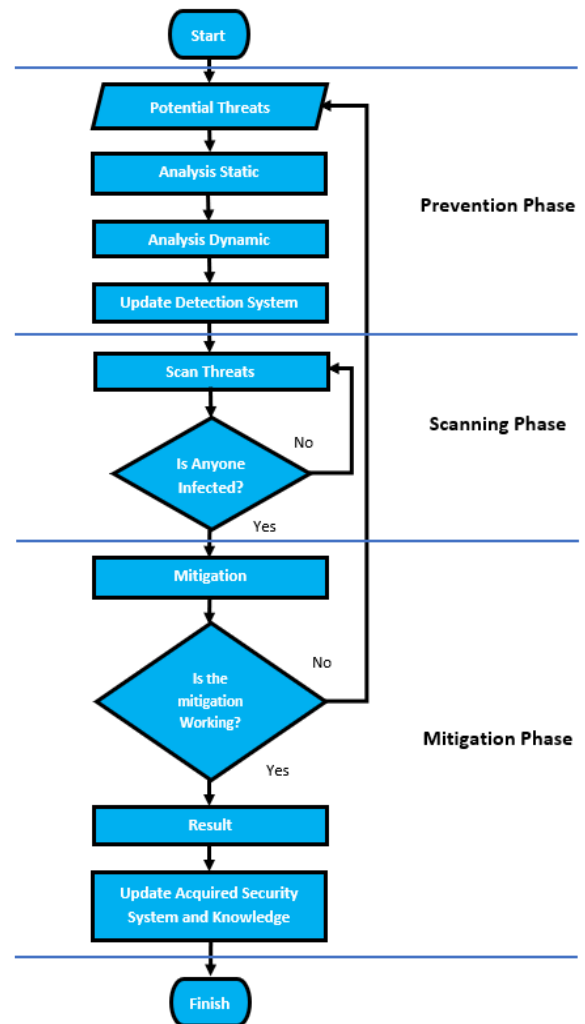 Start
Potential Threats
Analysis Static
Analysis Dynamic
Prevention Phase
Update Detection System
Scan Threats
Scanning Phase
No
Is Anyone
Infected?
Yes
Mitigation
No
Is the
mitigation
Working?
Mitigation Phase
Yes
Result
Update Acquired Security
System and Knowledge
Finish